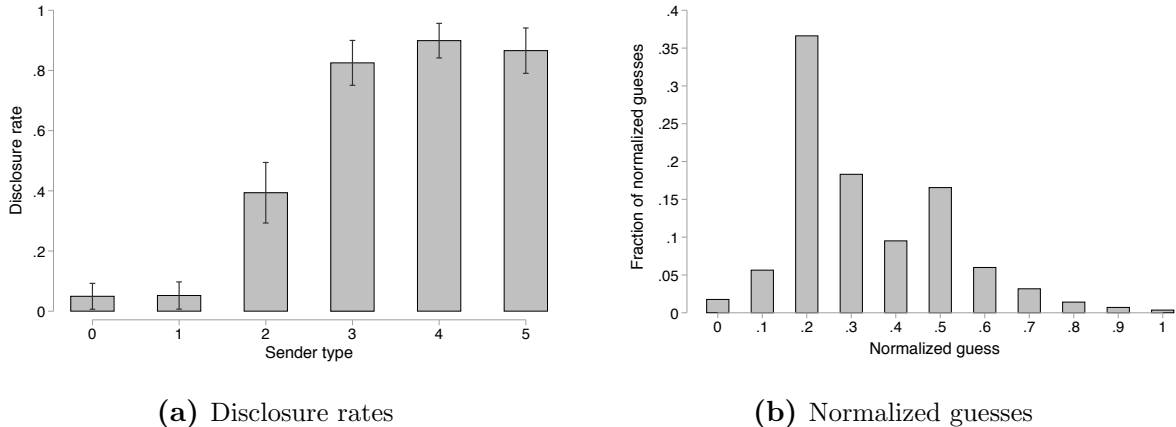 Disclosure rate
1
.8
.6
.4
.2
0
0 1 2 3 4 5
Sender type
(a) Disclosure rates
Fraction of normalized guesses
.4
.35
.3
.25
.2
.15
.1
.05
0
0 .1 .2 .3 .4 .5 .6 .7 .8 .9 1
Normalized guess
(b) Normalized guesses